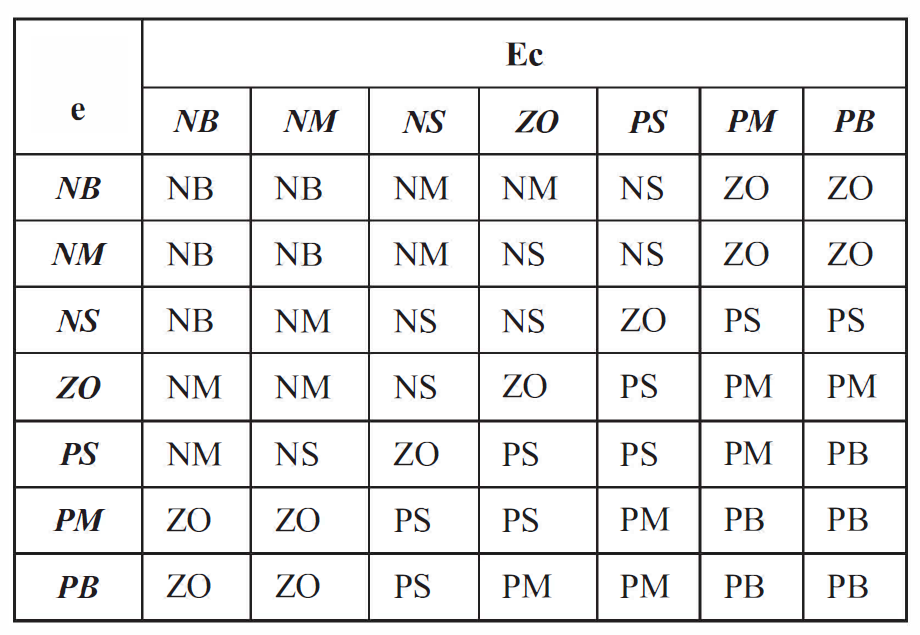 Ec
e
NB NM NS ZO PS PM PB
NB NB NB NM NM NS ZO ZO
NM NB NB NM NS NS ZO ZO
NS NB NM NS NS ZO PS PS
ZO NM NM NS ZO PS PM PM
PS NM NS ZO PS PS PM PB
PM ZO ZO PS PS PM PB PB
PB ZO ZO PS PM PM PB PB